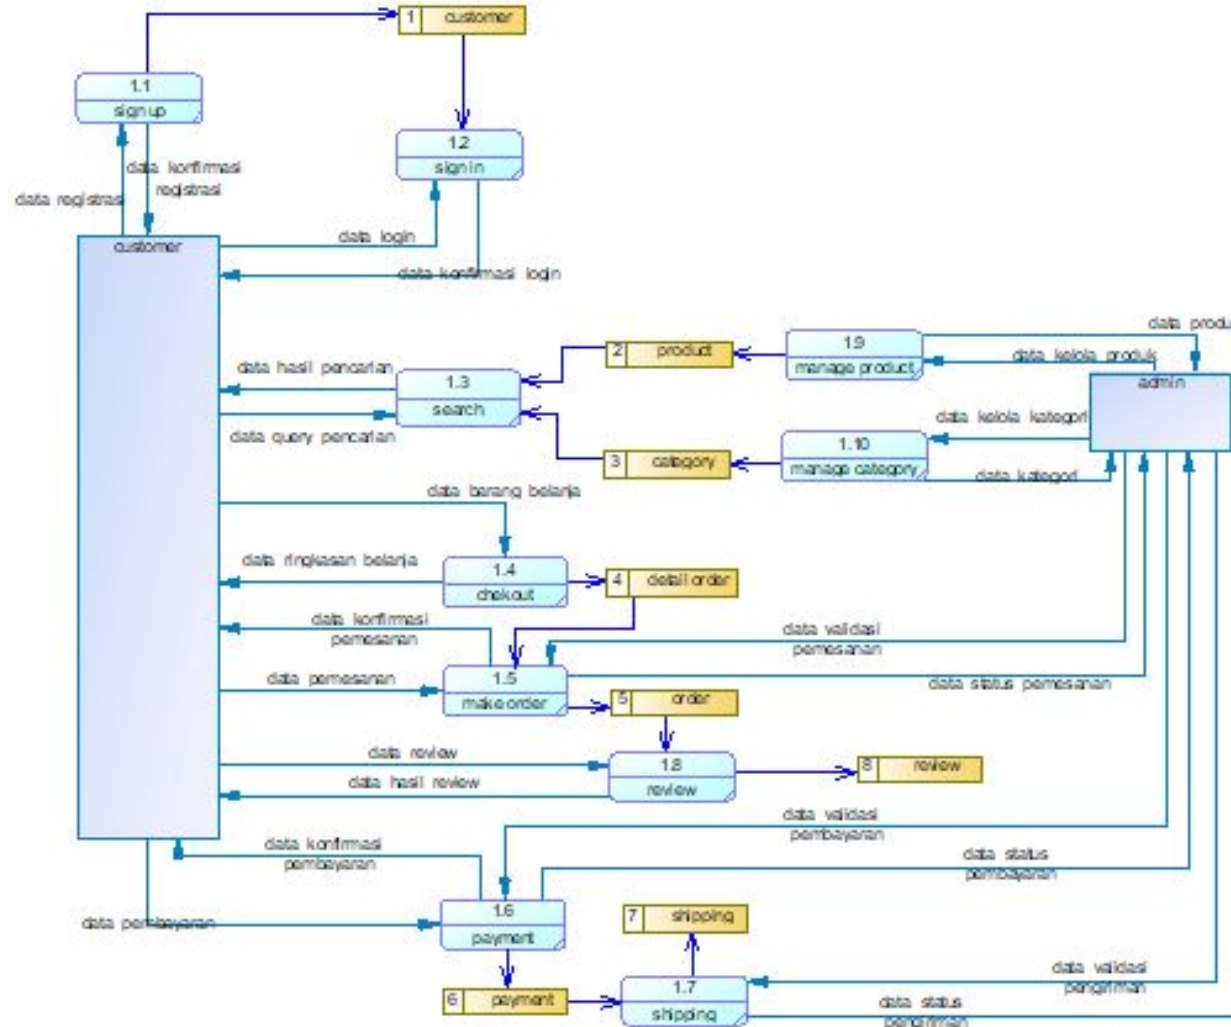 1 customer
1.1
sign up
1.2
sign in
data konfirmasi
registrasi
data registrasi
customer
data login
data konfirmasi login
data produ
2 product
1.9
manage product
data kelola produk
admin
data hasil pencarian
1.3
search
data query pencarian
data kelola kategori
3 category
1.10
manage category
data kategori
data barang belanja
data ringkasan belanja
1.4
chekout
4 detail order
data konfirmasi
pemesanan
data validasi
pemesanan
data pemesanan
1.5
make order
data status pemesanan
5 order
data review
1.8
review
8 review
data hasil review
data validasi
pembayaran
data konfirmasi
pembayaran
data status
pembayaran
data pembayaran
1.6
payment
7 shipping
data validasi
pengiriman
6 payment
1.7
shipping
data status
pengiriman